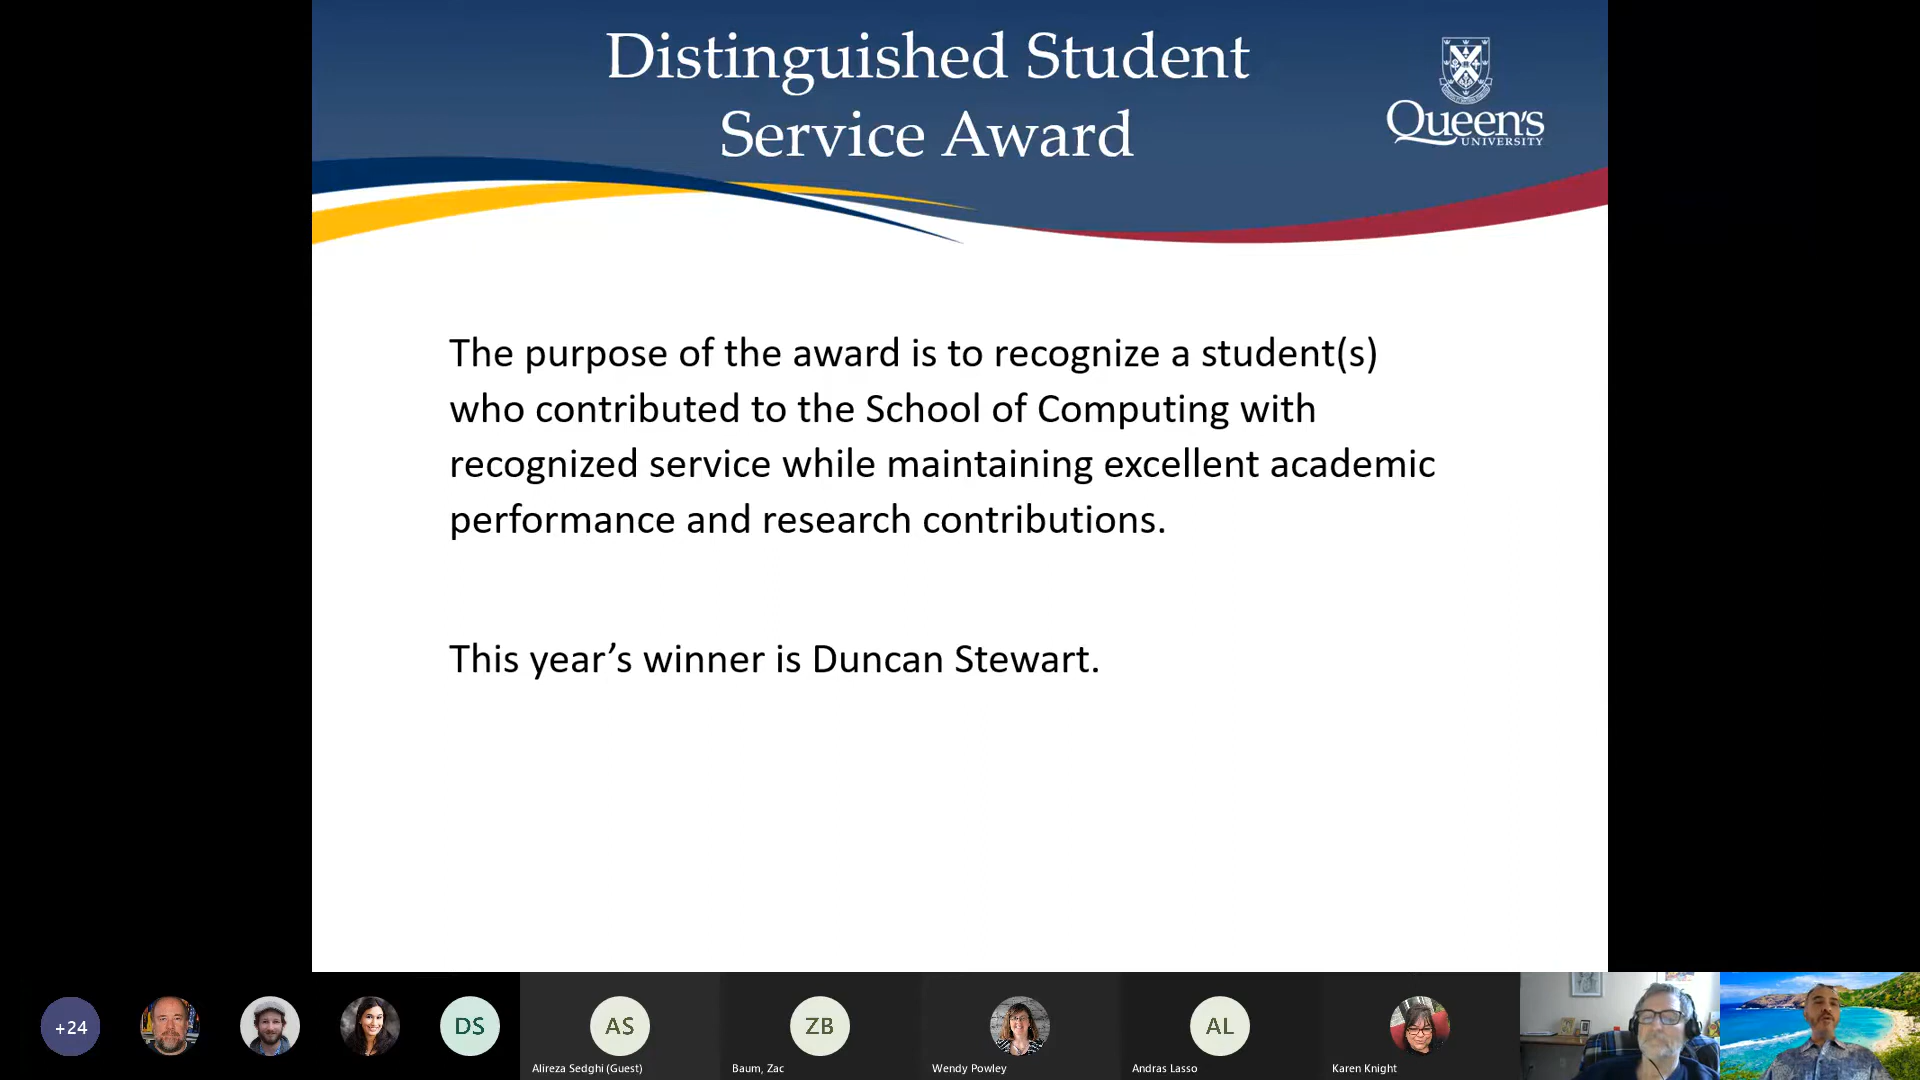 Distinguished Student
Service Award
Queen's
UNIVERSITY
The purpose of the award is to recognize a student(s)
who contributed to the School of Computing with
recognized service while maintaining excellent academic
performance and research contributions.
This year’s winner is Duncan Stewart.
+24
DS
AS
ZB
AL
Alireza Sedghi (Guest)
Baum, Zac
Wendy Powley
Andras Lasso
Karen Knight